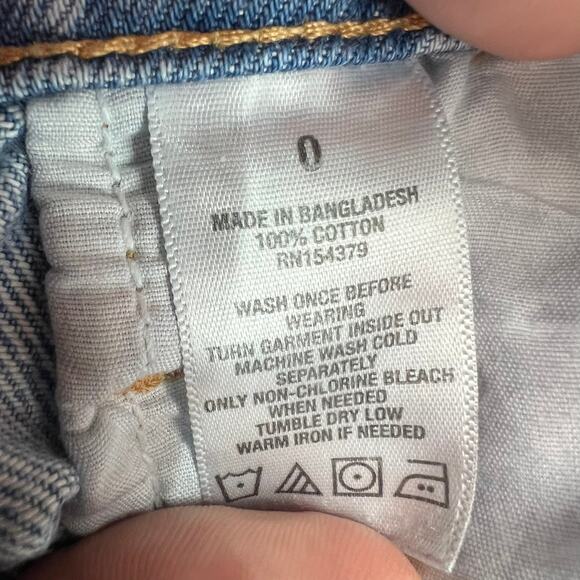 0
MADE IN BANGLADESH
100% COTTON
RN154379
WASH ONCE BEFORE
WEARING
TURN GARMENT INSIDE OUT
MACHINE WASH COLD
SEPARATELY
ONLY NON-CHLORINE BLEACH
WHEN NEEDED
TUMBLE DRY LOW
WARM IRON IF NEEDED